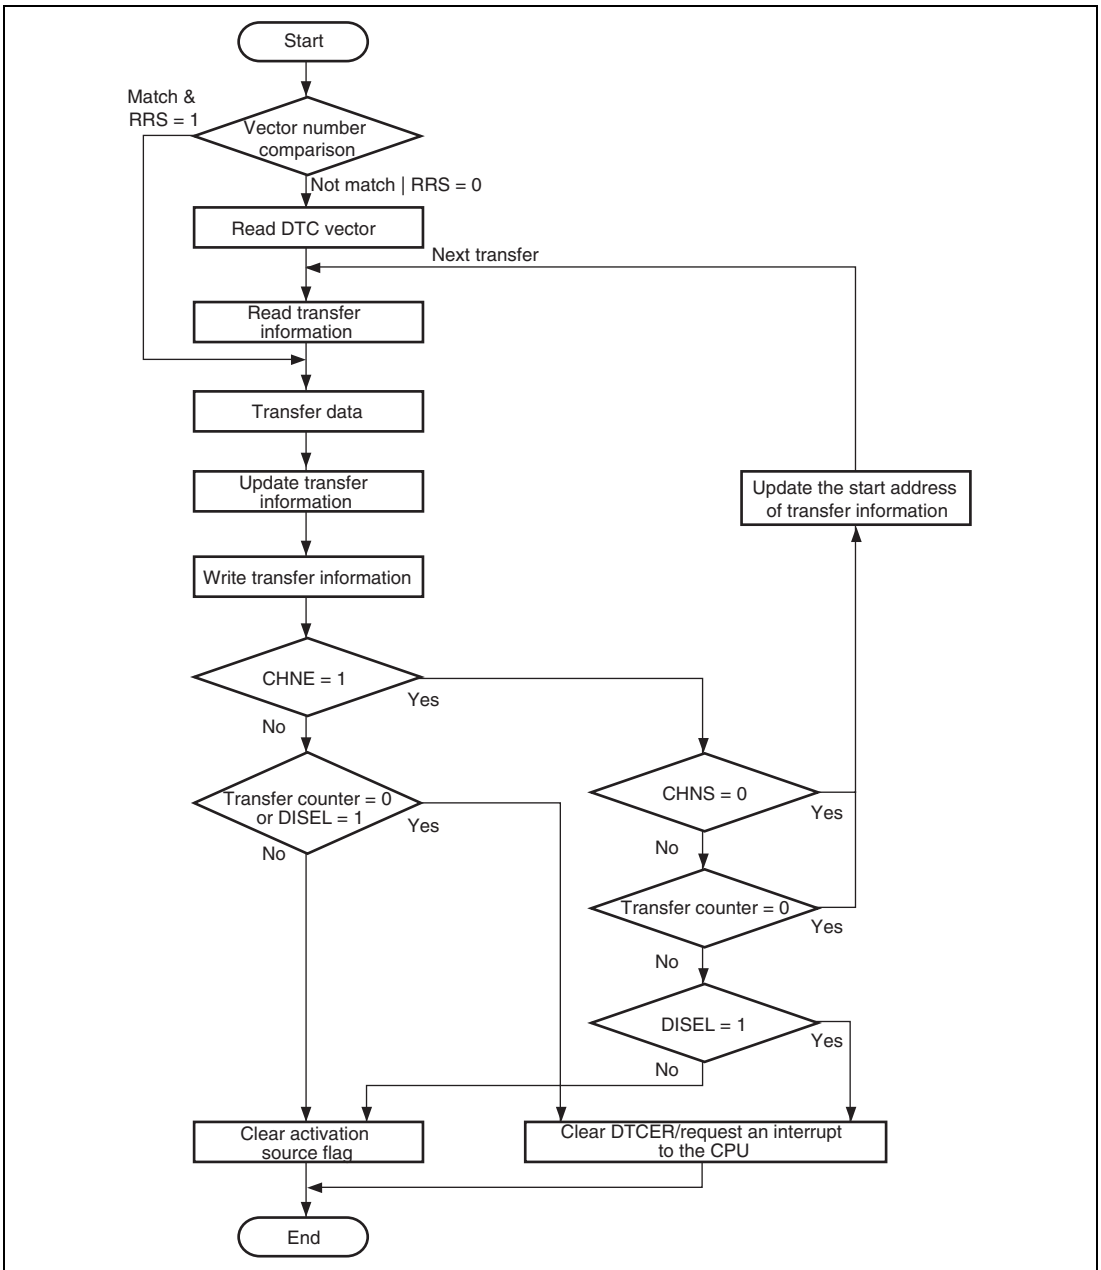 Start
Match &
RRS = 1
Vector number
comparison
Not match | RRS = 0
Read DTC vector
Next transfer
Read transfer
information
Transfer data
Update transfer
information
Update the start address
of transfer information
Write transfer information
CHNE = 1
Yes
No
Transfer counter = 0
or DISEL = 1
Yes
No
CHNS = 0
Yes
No
Transfer counter = 0
Yes
No
DISEL = 1
Yes
No
Clear activation
source flag
Clear DTCER/request an interrupt
to the CPU
End